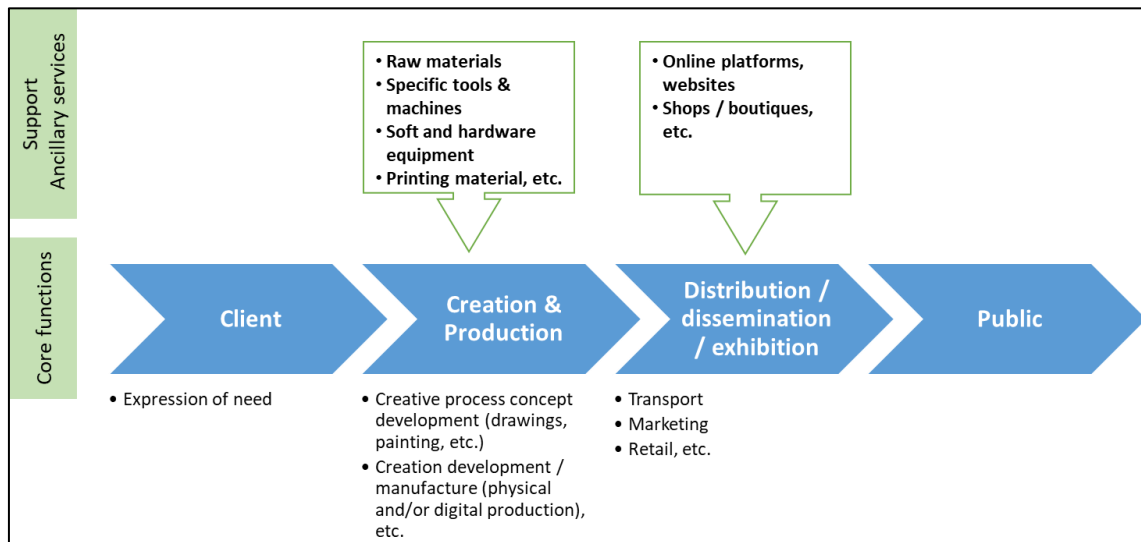 Support
Ancillary services
• Raw materials
• Specific tools &
machines
• Soft and hardware
equipment
• Printing material, etc.
• Online platforms,
websites
• Shops / boutiques,
etc.
Core functions
Client
Creation &
Production
Distribution /
dissemination
/ exhibition
Public
• Expression of need
• Creative process concept
development (drawings,
painting, etc.)
• Creation development /
manufacture (physical
and/or digital production),
etc.
• Transport
• Marketing
• Retail, etc.